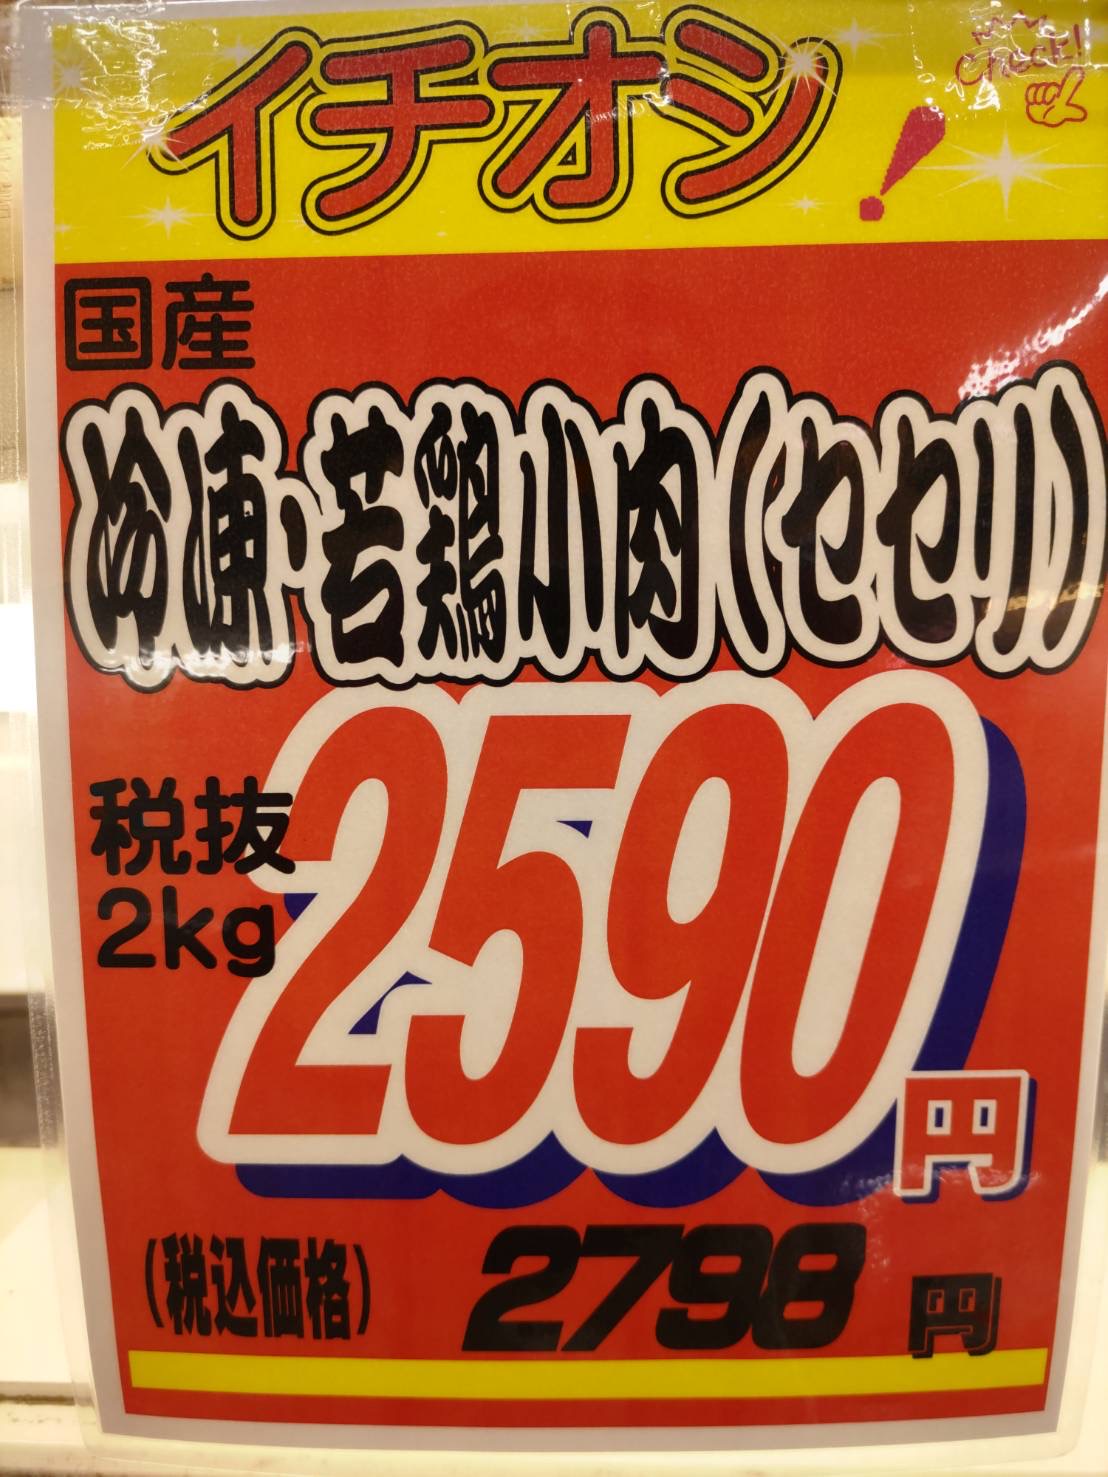 イチオシ!
Check!
国産
冷凍・若鶏小肉(セセリ)
税抜
2kg
2590円
(税込価格) 2798円